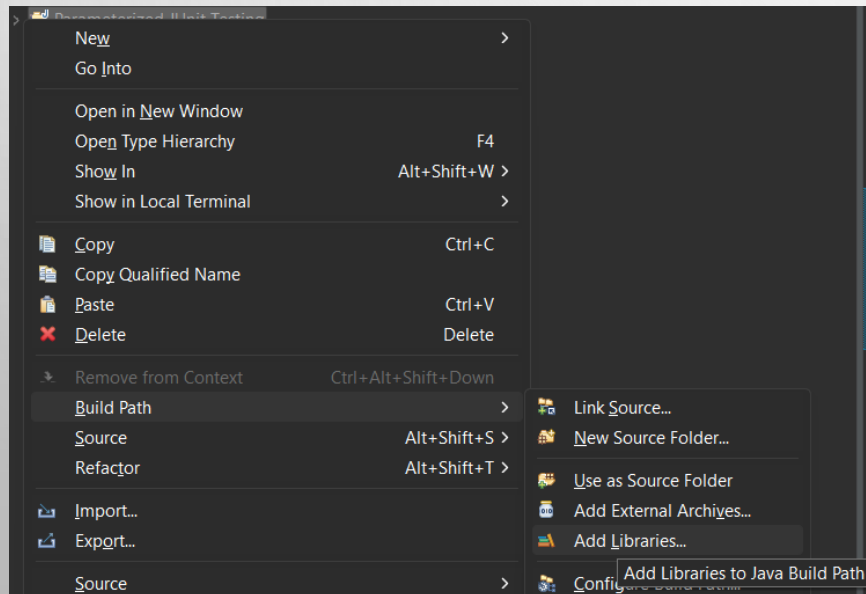 Parameterized JUnit Testing
New
Go Into
Open in New Window
Open Type Hierarchy F4
Show In Alt+Shift+W
Show in Local Terminal
Copy Ctrl+C
Copy Qualified Name
Paste Ctrl+V
Delete Delete
Remove from Context Ctrl+Alt+Shift+Down
Build Path
Source Alt+Shift+S
Refactor Alt+Shift+T
Import...
Export...
Source
Link Source...
New Source Folder...
Use as Source Folder
Add External Archives...
Add Libraries...
Add Libraries to Java Build Path
Configure Build Path...